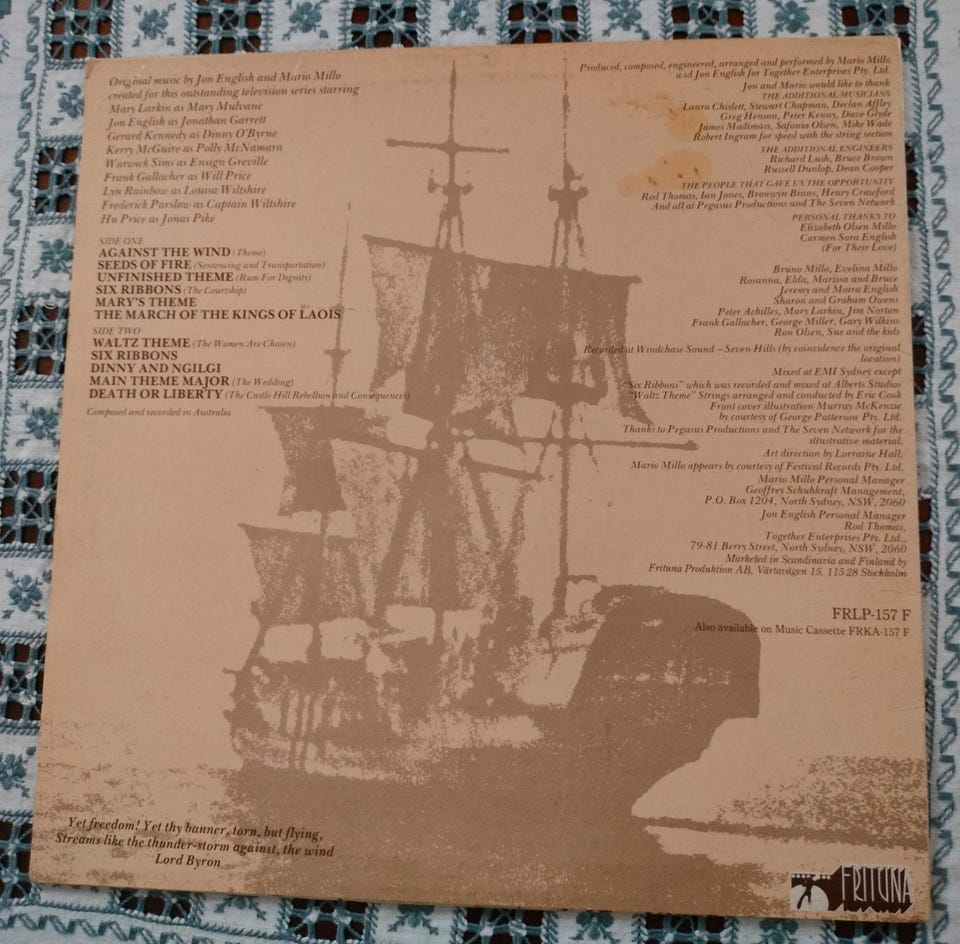 Original music by Jon English and Mario Millo
created for this outstanding television series starring
Mary Larkin as Mary Mulvane
Jon English as Jonathan Garrett
Gerard Kennedy as Dinny O'Byrne
Kerry McGuire as Polly McNamara
Warwick Sims as Ensign Greville
Frank Gallacher as Will Price
Lyn Rainbow as Louisa Wiltshire
Frederick Parslow as Captain Wiltshire
Hu Price as Jonas Pike
SIDE ONE
AGAINST THE WIND (Theme)
SEEDS OF FIRE (Sentencing and Transportation)
UNFINISHED THEME (Rum For Dignity)
SIX RIBBONS (The Courtship)
MARY'S THEME
THE MARCH OF THE KINGS OF LAOIS
SIDE TWO
WALTZ THEME (The Women Are Chosen)
SIX RIBBONS
DINNY AND NGILGI
MAIN THEME MAJOR (The Wedding)
DEATH OR LIBERTY (The Castle Hill Rebellion and Consequences)
Composed and recorded in Australia
Yet freedom! Yet thy banner, torn, but flying,
Streams like the thunder-storm against, the wind
Lord Byron
Produced, composed, engineered, arranged and performed by Mario Millo
and Jon English for Together Enterprises Pty. Ltd.
Jon and Mario would like to thank
THE ADDITIONAL MUSICIANS
Laura Chislett, Stewart Chapman, Declan Affley
Greg Henson, Peter Kenny, Dave Glyde
James Madimass, Safonia Olsen, Mike Wade
Robert Ingram for speed with the string section
THE ADDITIONAL ENGINEERS
Richard Lush, Bruce Brown
Russell Dunlop, Dean Cooper
THE PEOPLE THAT GAVE US THE OPPORTUNITY
Rod Thomas, Ian Jones, Bronwyn Binns, Henry Crawford
And all at Pegasus Productions and The Seven Network
PERSONAL THANKS TO
Elizabeth Olsen Millo
Carmen Sora English
(For Their Love)
Bruno Millo, Evelina Millo
Rosanna, Elda, Marissa and Bruce
Jeremy and Moira English
Sharon and Graham Owens
Peter Achilles, Mary Larkin, Jim Norton
Frank Gallacher, George Miller, Gary Wilkins
Ron Olsen, Sue and the kids
Recorded at Windchase Sound – Seven Hills (by coincidence the original
location)
Mixed at EMI Sydney except
"Six Ribbons" which was recorded and mixed at Alberts Studios
"Waltz Theme" Strings arranged and conducted by Eric Cook
Front cover illustration Murray McKenzie
by courtesy of George Patterson Pty. Ltd.
Thanks to Pegasus Productions and The Seven Network for the
illustrative material.
Art direction by Lorraine Hall.
Mario Millo appears by courtesy of Festival Records Pty. Ltd.
Mario Millo Personal Manager
Geoffrey Schuhkraft Management,
P.O. Box 1204, North Sydney, NSW, 2060
Jon English Personal Manager
Rod Thomas,
Together Enterprises Pty. Ltd.,
79-81 Berry Street, North Sydney, NSW, 2060
Marketed in Scandinavia and Finland by
Frituna Produktion AB, Värtavägen 15, 115 28 Stockholm
FRLP-157 F
Also available on Music Cassette FRKA-157 F
FRITUNA